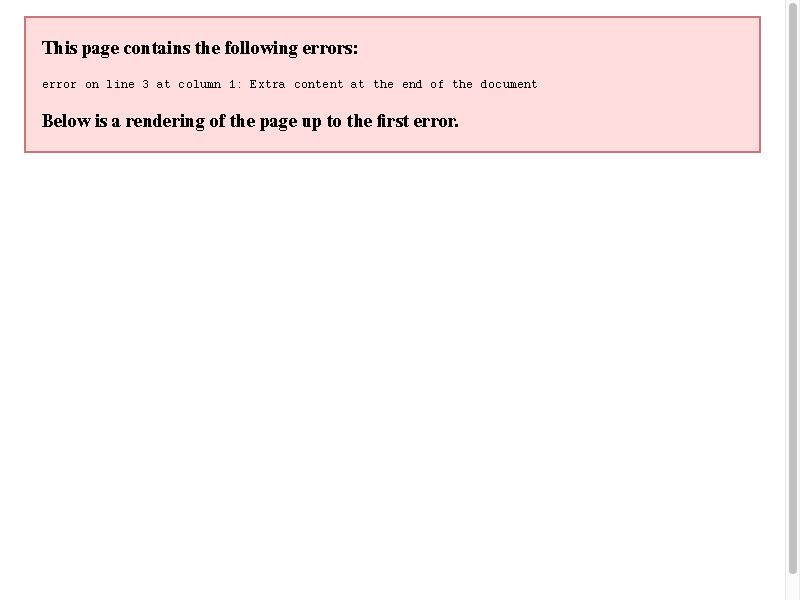 This page contains the following errors:
error on line 3 at column 1: Extra content at the end of the document
Below is a rendering of the page up to the first error.